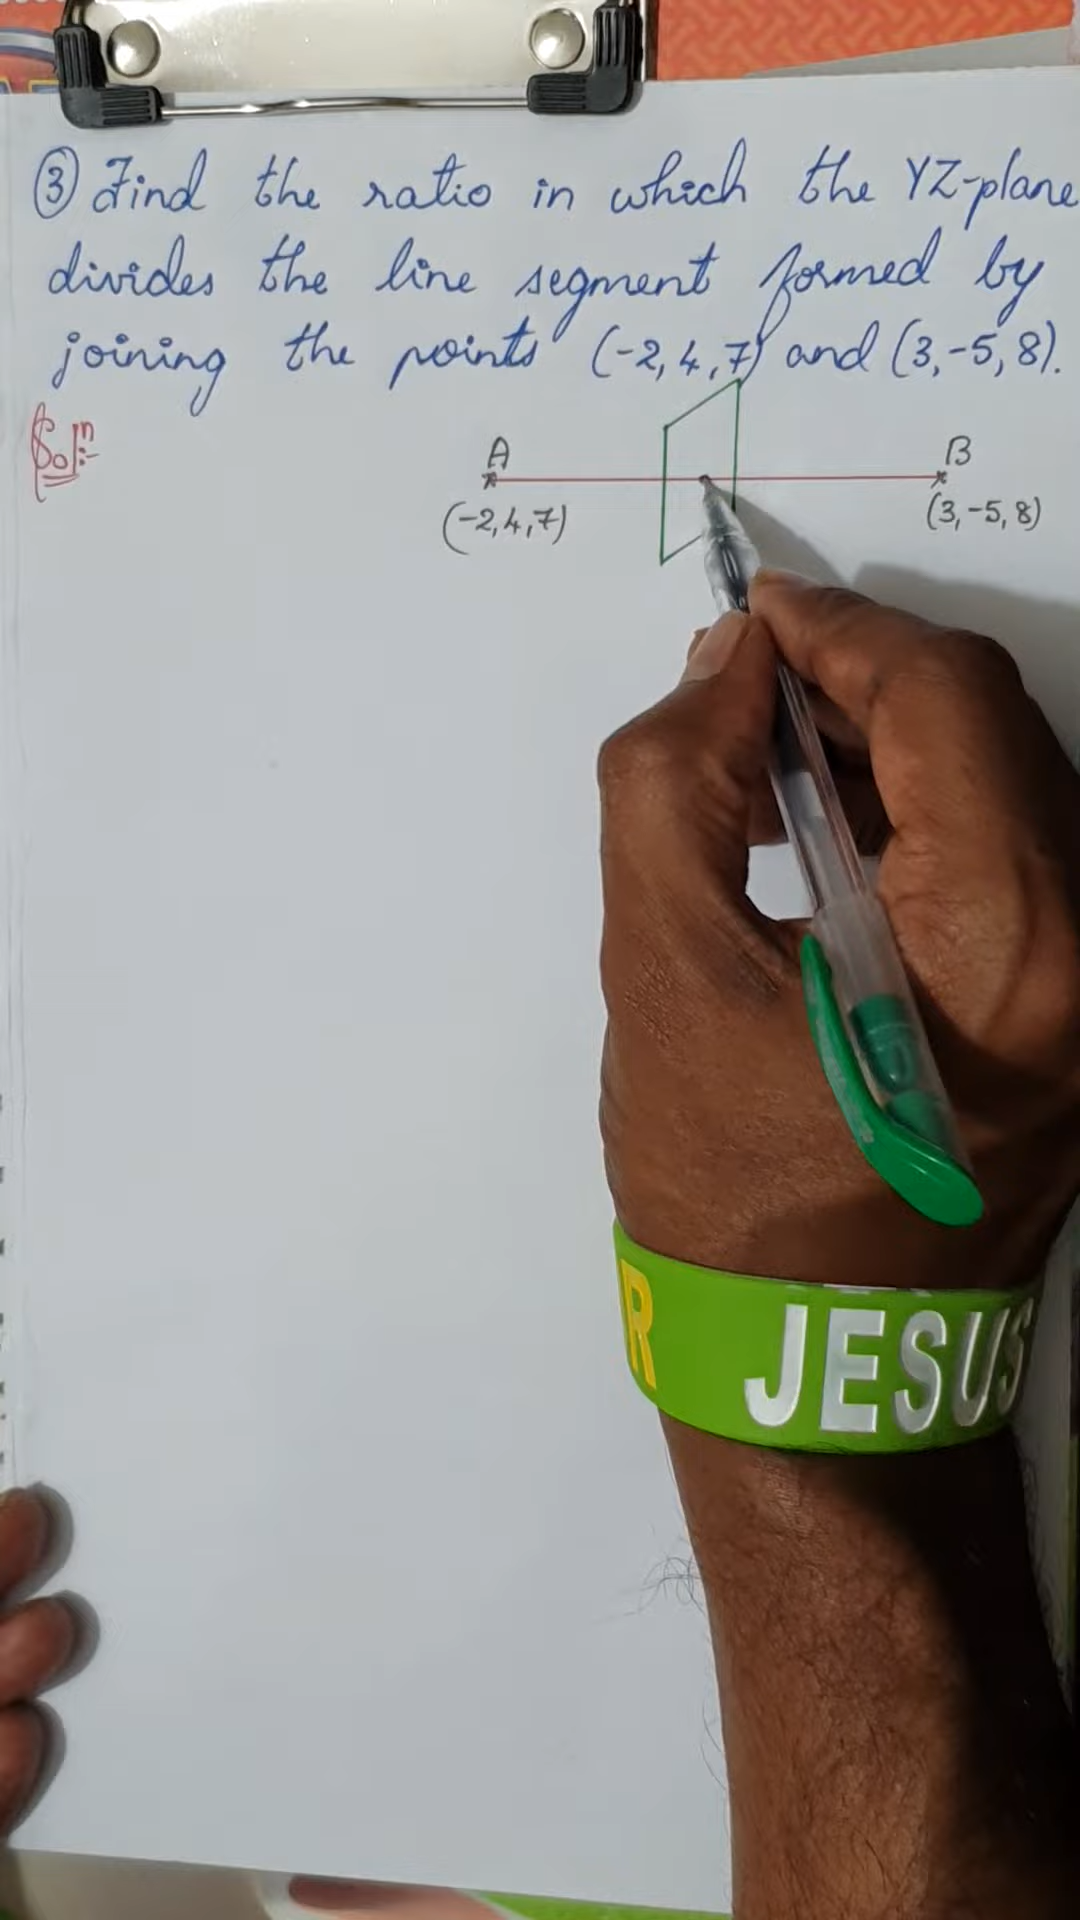 ③ Find the ratio in which the YZ-plane
divides the line segment formed by
joining the points (-2,4,7) and (3,-5,8).
Solⁿ:-
A B
(-2,4,7) (3,-5,8)
R JESUS